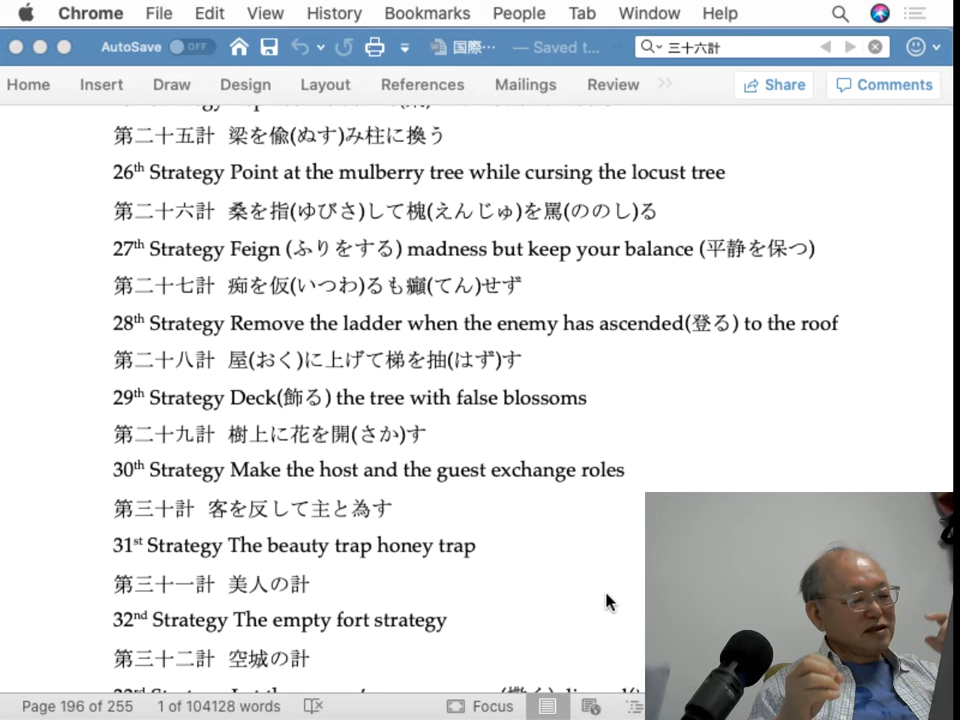 Chrome File Edit View History Bookmarks People Tab Window Help
AutoSave OFF 国際… — Saved t… 三十六計
Home Insert Draw Design Layout References Mailings Review Share Comments
第二十五計 梁を偸(ぬす)み柱に換う
26th Strategy Point at the mulberry tree while cursing the locust tree
第二十六計 桑を指(ゆびさ)して槐(えんじゅ)を罵(ののし)る
27th Strategy Feign (ふりをする) madness but keep your balance (平静を保つ)
第二十七計 痴を仮(いつわ)るも癲(てん)せず
28th Strategy Remove the ladder when the enemy has ascended(登る) to the roof
第二十八計 屋(おく)に上げて梯を抽(はず)す
29th Strategy Deck(飾る) the tree with false blossoms
第二十九計 樹上に花を開(さか)す
30th Strategy Make the host and the guest exchange roles
第三十計 客を反して主と為す
31st Strategy The beauty trap honey trap
第三十一計 美人の計
32nd Strategy The empty fort strategy
第三十二計 空城の計
Page 196 of 255 1 of 104128 words Focus